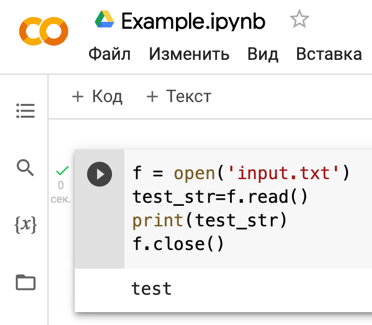 Example.ipynb
Файл Изменить Вид Вставка
+ Код + Текст
0
сек.
{x}
f = open('input.txt')
test_str=f.read()
print(test_str)
f.close()
test